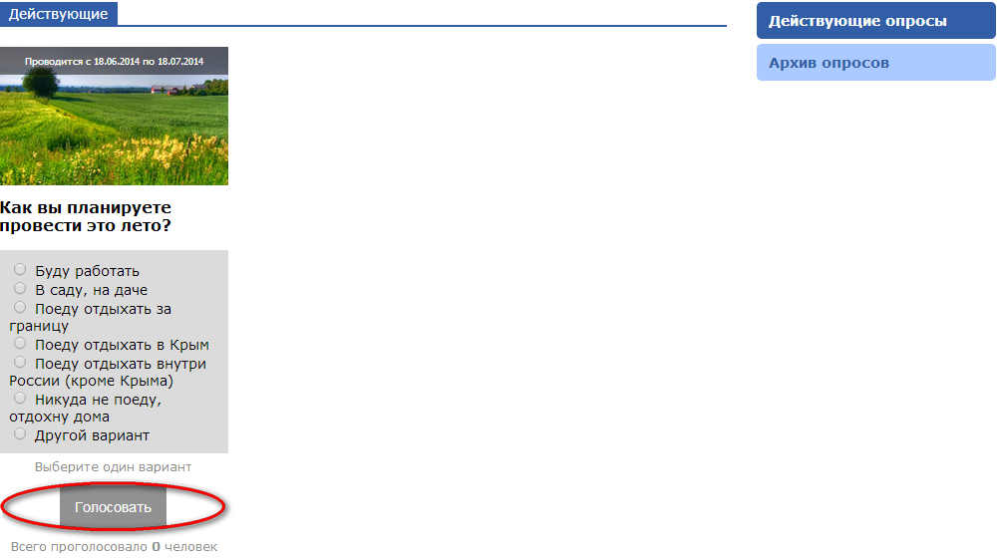 Действующие
Проводится с 18.06.2014 по 18.07.2014
Как вы планируете
провести это лето?
Буду работать
В саду, на даче
Поеду отдыхать за
границу
Поеду отдыхать в Крым
Поеду отдыхать внутри
России (кроме Крыма)
Никуда не поеду,
отдохну дома
Другой вариант
Выберите один вариант
Голосовать
Всего проголосовало 0 человек
Действующие опросы
Архив опросов